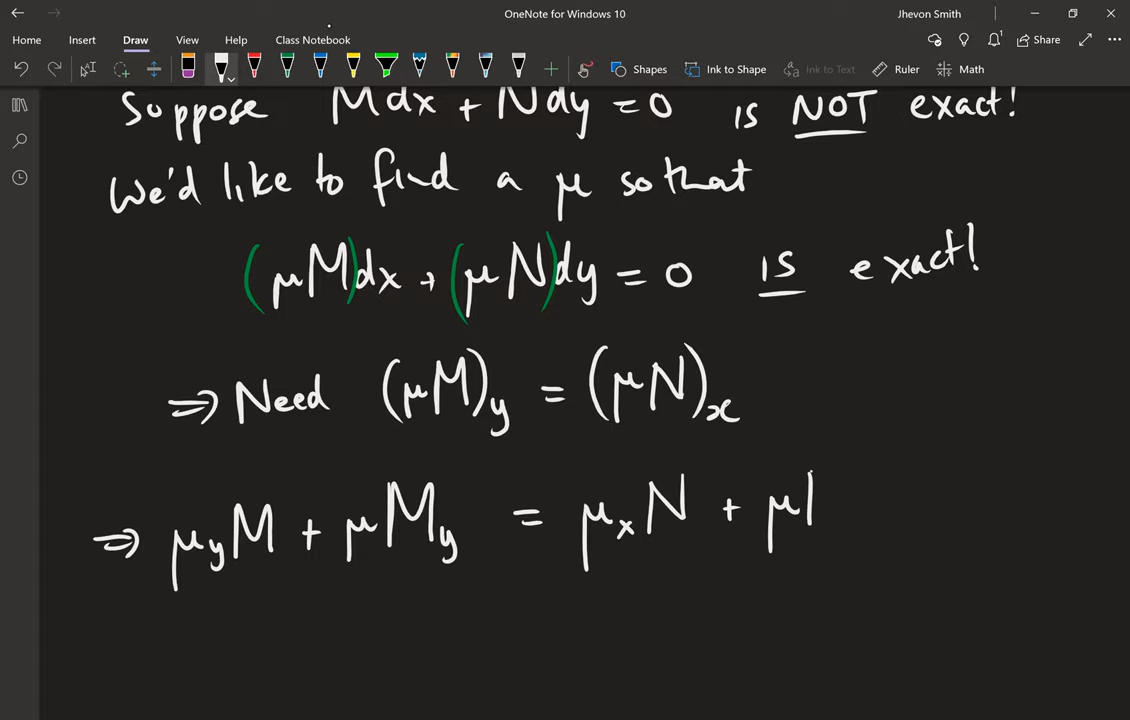 OneNote for Windows 10
Jhevon Smith
Home Insert Draw View Help Class Notebook
Share
Shapes Ink to Shape Ink to Text Ruler Math
Suppose Mdx + Ndy = 0 is NOT exact!
We'd like to find a μ so that
(μM)dx + (μN)dy = 0 IS exact!
⇒ Need (μM)y = (μN)x
⇒ μyM + μMy = μxN + μ